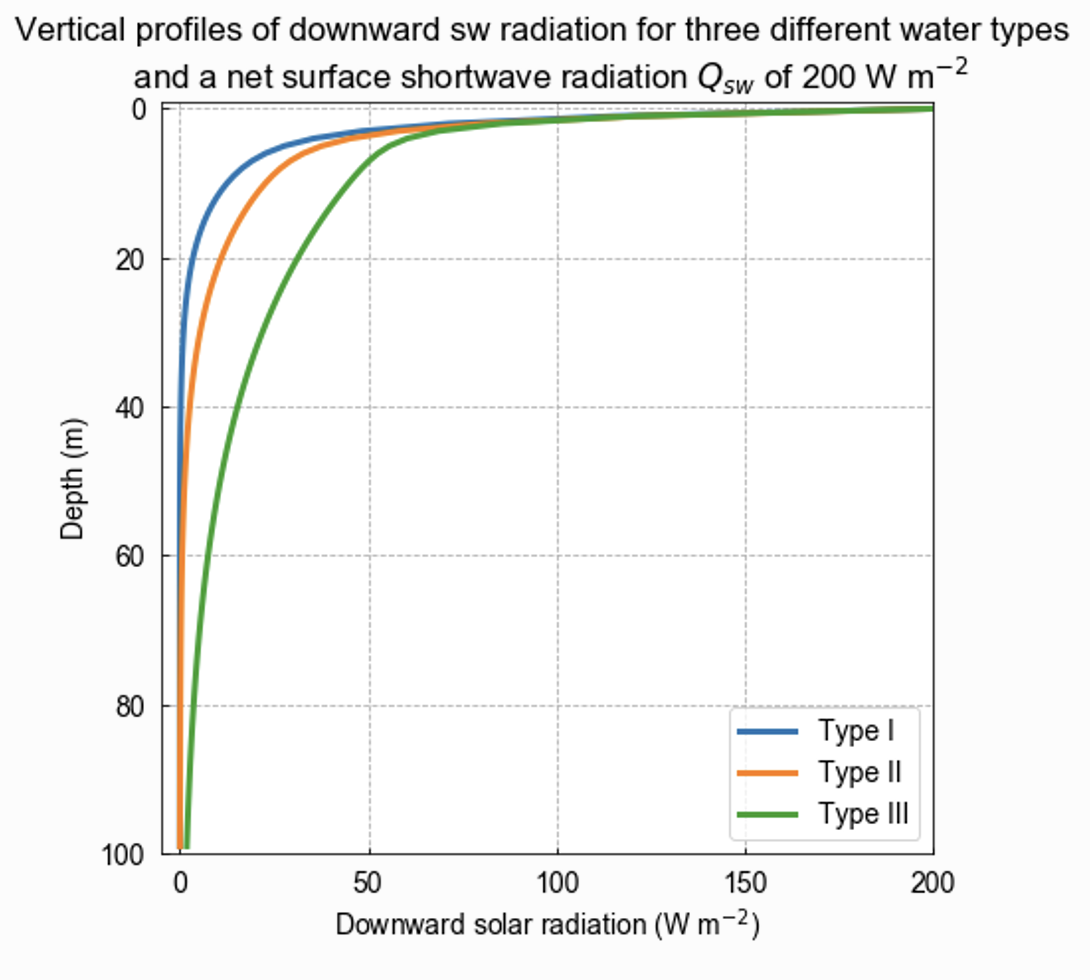 Vertical profiles of downward sw radiation for three different water types
and a net surface shortwave radiation Qsw of 200 W m−2
0
20
40
60
80
100
Depth (m)
Type I
Type II
Type III
0 50 100 150 200
Downward solar radiation (W m−2)